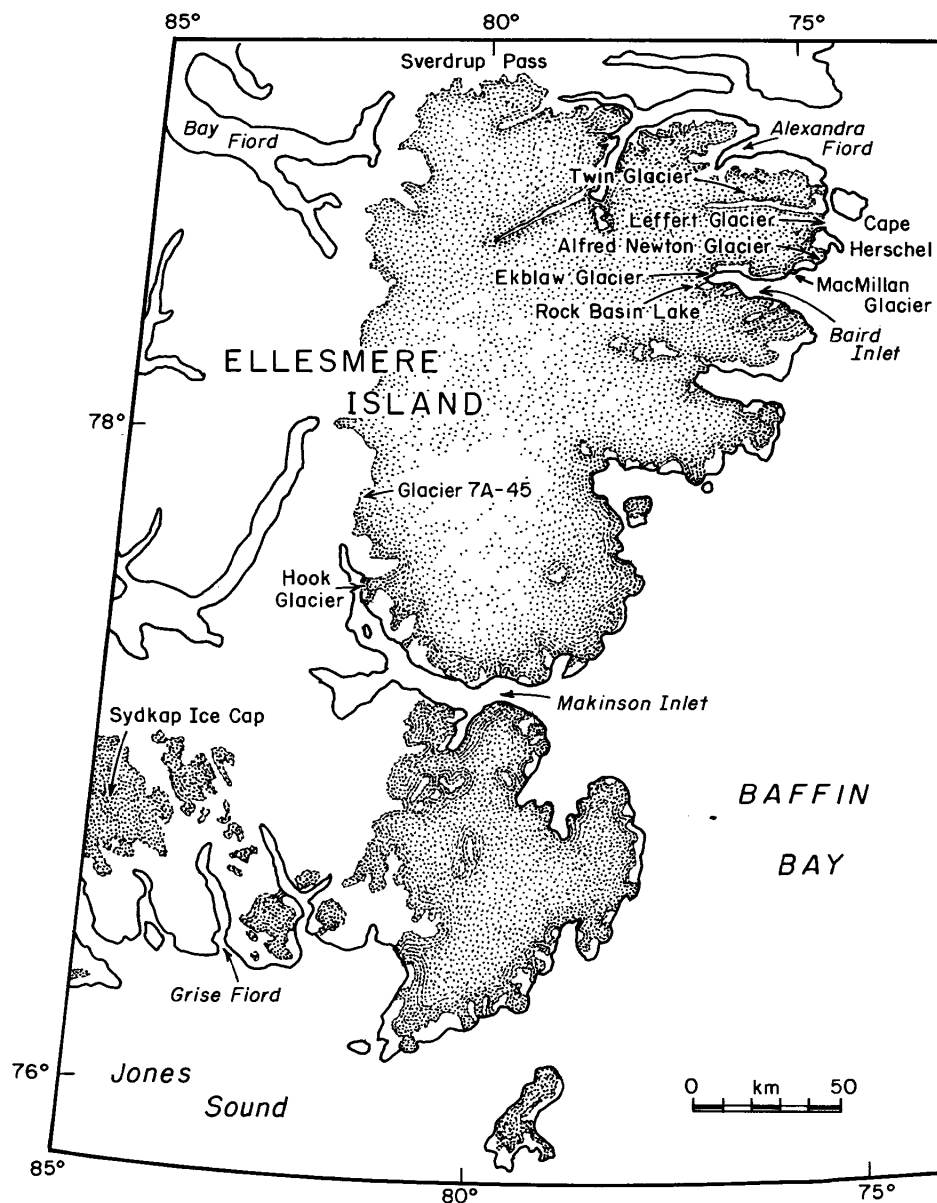 85°
80°
75°
Sverdrup Pass
Bay
Fiord
Alexandra
Fiord
Twin Glacier
Leffert Glacier
Cape
Herschel
Alfred Newton Glacier
Ekblaw Glacier
MacMillan
Glacier
Rock Basin Lake
Baird
Inlet
ELLESMERE
ISLAND
78°
Glacier 7A-45
Hook
Glacier
Makinson Inlet
Sydkap Ice Cap
BAFFIN
BAY
Grise Fiord
76°
Jones
Sound
0 km 50
85°
80°
75°